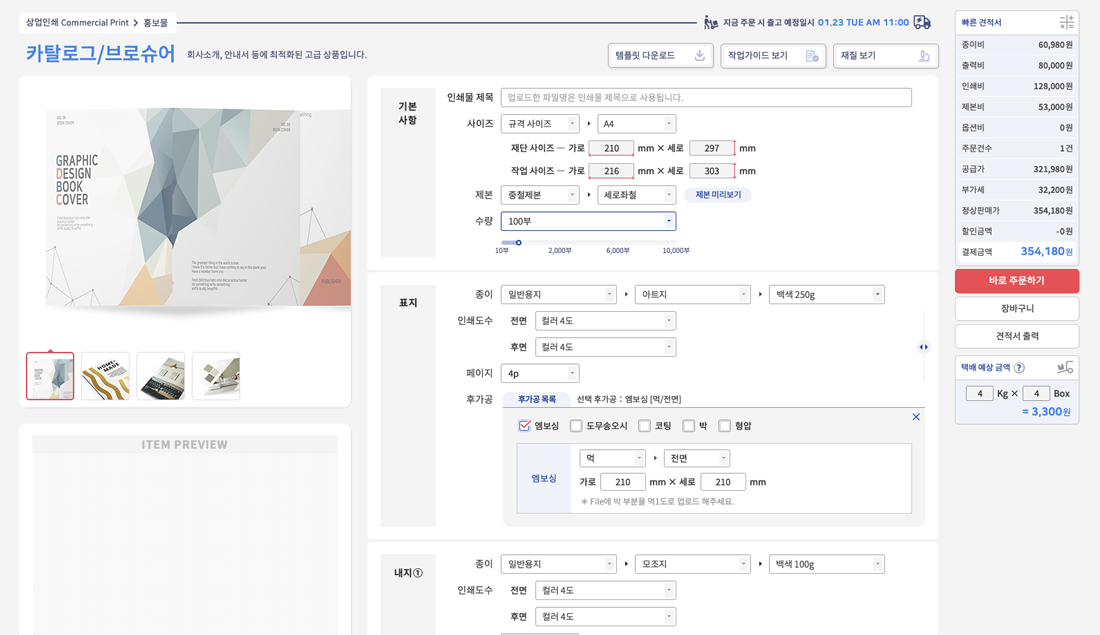 상업인쇄 Commercial Print > 홍보물
지금 주문 시 출고 예정일시 01.23 TUE AM 11:00
카탈로그/브로슈어 회사소개, 안내서 등에 최적화된 고급 상품입니다.
템플릿 다운로드 작업가이드 보기 재질 보기
GRAPHIC
DESIGN
BOOK
COVER
PUBLISHER
HOME+
MADE
ITEM PREVIEW
기본
사항
인쇄물 제목 업로드한 파일명은 인쇄물 제목으로 사용됩니다.
사이즈 규격 사이즈 A4
재단 사이즈 — 가로 210 mm × 세로 297 mm
작업 사이즈 — 가로 216 mm × 세로 303 mm
제본 중철제본 세로좌철 제본 미리보기
수량 100부
10부 2,000부 6,000부 10,000부
표지
종이 일반용지 아트지 백색 250g
인쇄도수 전면 컬러 4도
후면 컬러 4도
페이지 4p
후가공 후가공 목록 선택 후가공 : 엠보싱 [먹/전면]
엠보싱 도무송오시 코팅 박 형압
엠보싱
먹 전면
가로 210 mm × 세로 210 mm
＊ File에 박 부분을 먹1도로 업로드 해주세요.
내지①
종이 일반용지 모조지 백색 100g
인쇄도수 전면 컬러 4도
후면 컬러 4도
빠른 견적서
종이비 60,980원
출력비 80,000원
인쇄비 128,000원
제본비 53,000원
옵션비 0원
주문건수 1건
공급가 321,980원
부가세 32,200원
정상판매가 354,180원
할인금액 -0원
결제금액 354,180원
바로 주문하기
장바구니
견적서 출력
택배 예상 금액 ?
4 Kg × 4 Box
= 3,300원